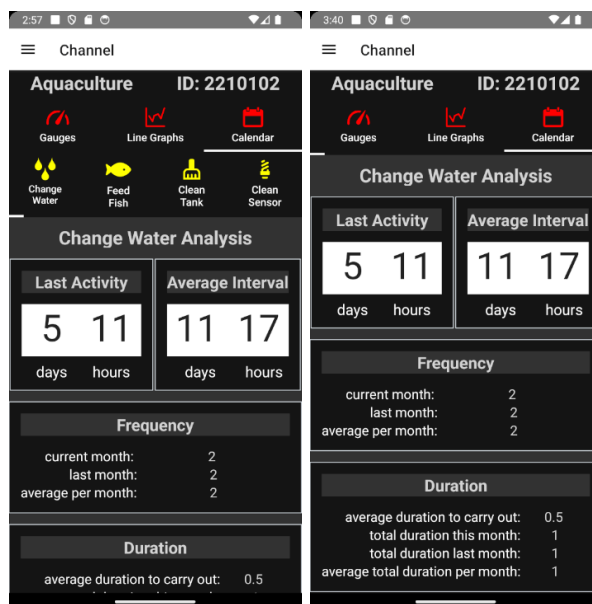 2:57
Channel
Aquaculture ID: 2210102
Gauges Line Graphs Calendar
Change Water Feed Fish Clean Tank Clean Sensor
Change Water Analysis
Last Activity Average Interval
5 11 11 17
days hours days hours
Frequency
current month: 2
last month: 2
average per month: 2
Duration
average duration to carry out: 0.5
3:40
Channel
Aquaculture ID: 2210102
Gauges Line Graphs Calendar
Change Water Analysis
Last Activity Average Interval
5 11 11 17
days hours days hours
Frequency
current month: 2
last month: 2
average per month: 2
Duration
average duration to carry out: 0.5
total duration this month: 1
total duration last month: 1
average total duration per month: 1